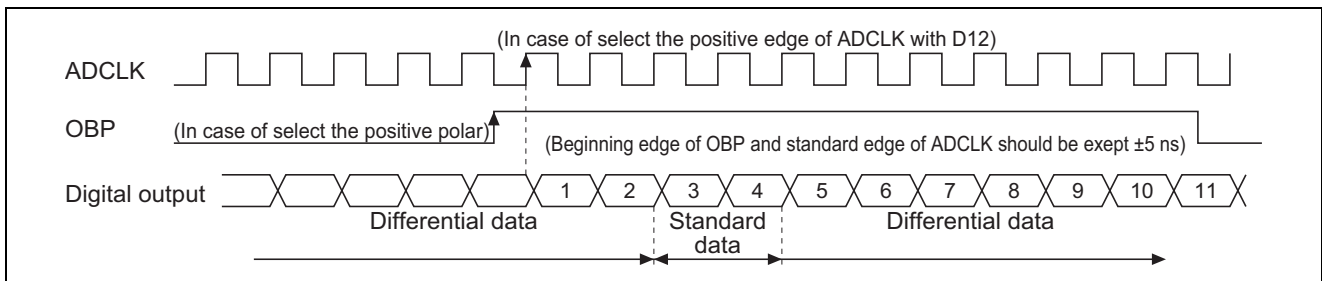 (In case of select the positive edge of ADCLK with D12)
ADCLK
OBP
(In case of select the positive polar)
(Beginning edge of OBP and standard edge of ADCLK should be exept ±5 ns)
Digital output
1 2 3 4 5 6 7 8 9 10 11
Differential data
Standard
data
Differential data